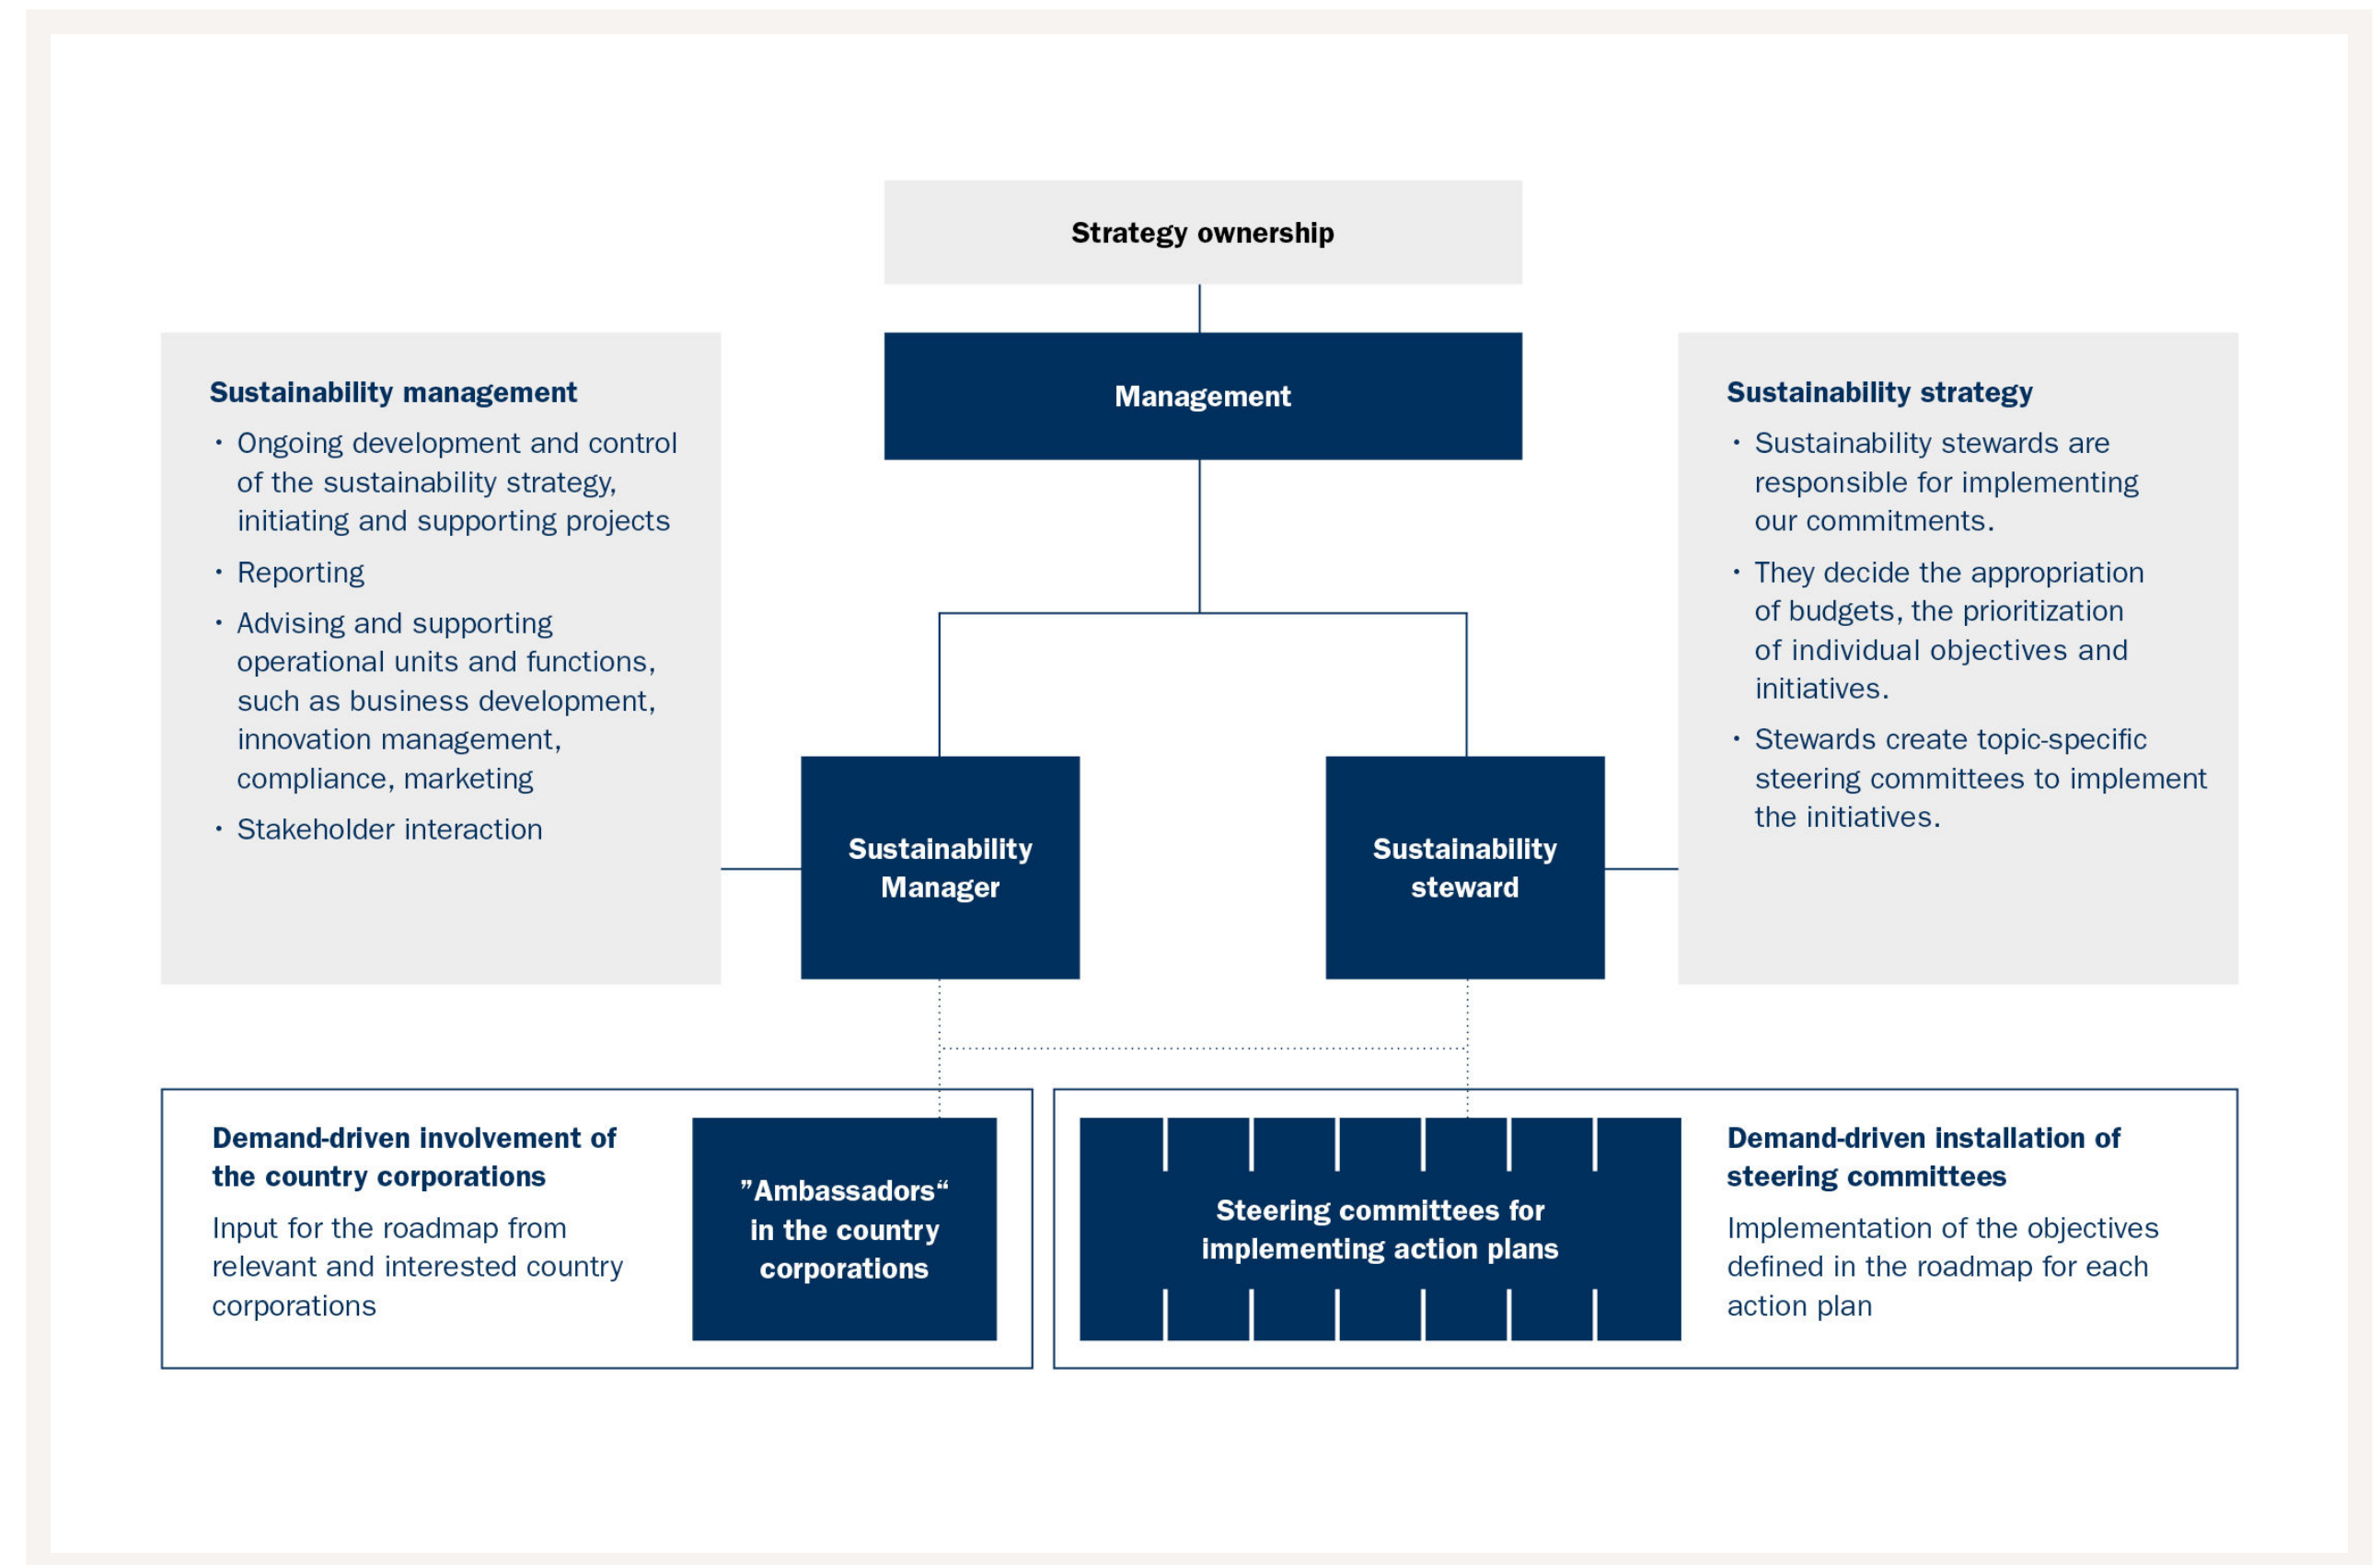 Strategy ownership
Management
Sustainability management
• Ongoing development and control
of the sustainability strategy,
initiating and supporting projects
• Reporting
• Advising and supporting
operational units and functions,
such as business development,
innovation management,
compliance, marketing
• Stakeholder interaction
Sustainability
Manager
Sustainability
steward
Sustainability strategy
• Sustainability stewards are
responsible for implementing
our commitments.
• They decide the appropriation
of budgets, the prioritization
of individual objectives and
initiatives.
• Stewards create topic-specific
steering committees to implement
the initiatives.
Demand-driven involvement of
the country corporations
Input for the roadmap from
relevant and interested country
corporations
”Ambassadors“
in the country
corporations
Steering committees for
implementing action plans
Demand-driven installation of
steering committees
Implementation of the objectives
defined in the roadmap for each
action plan